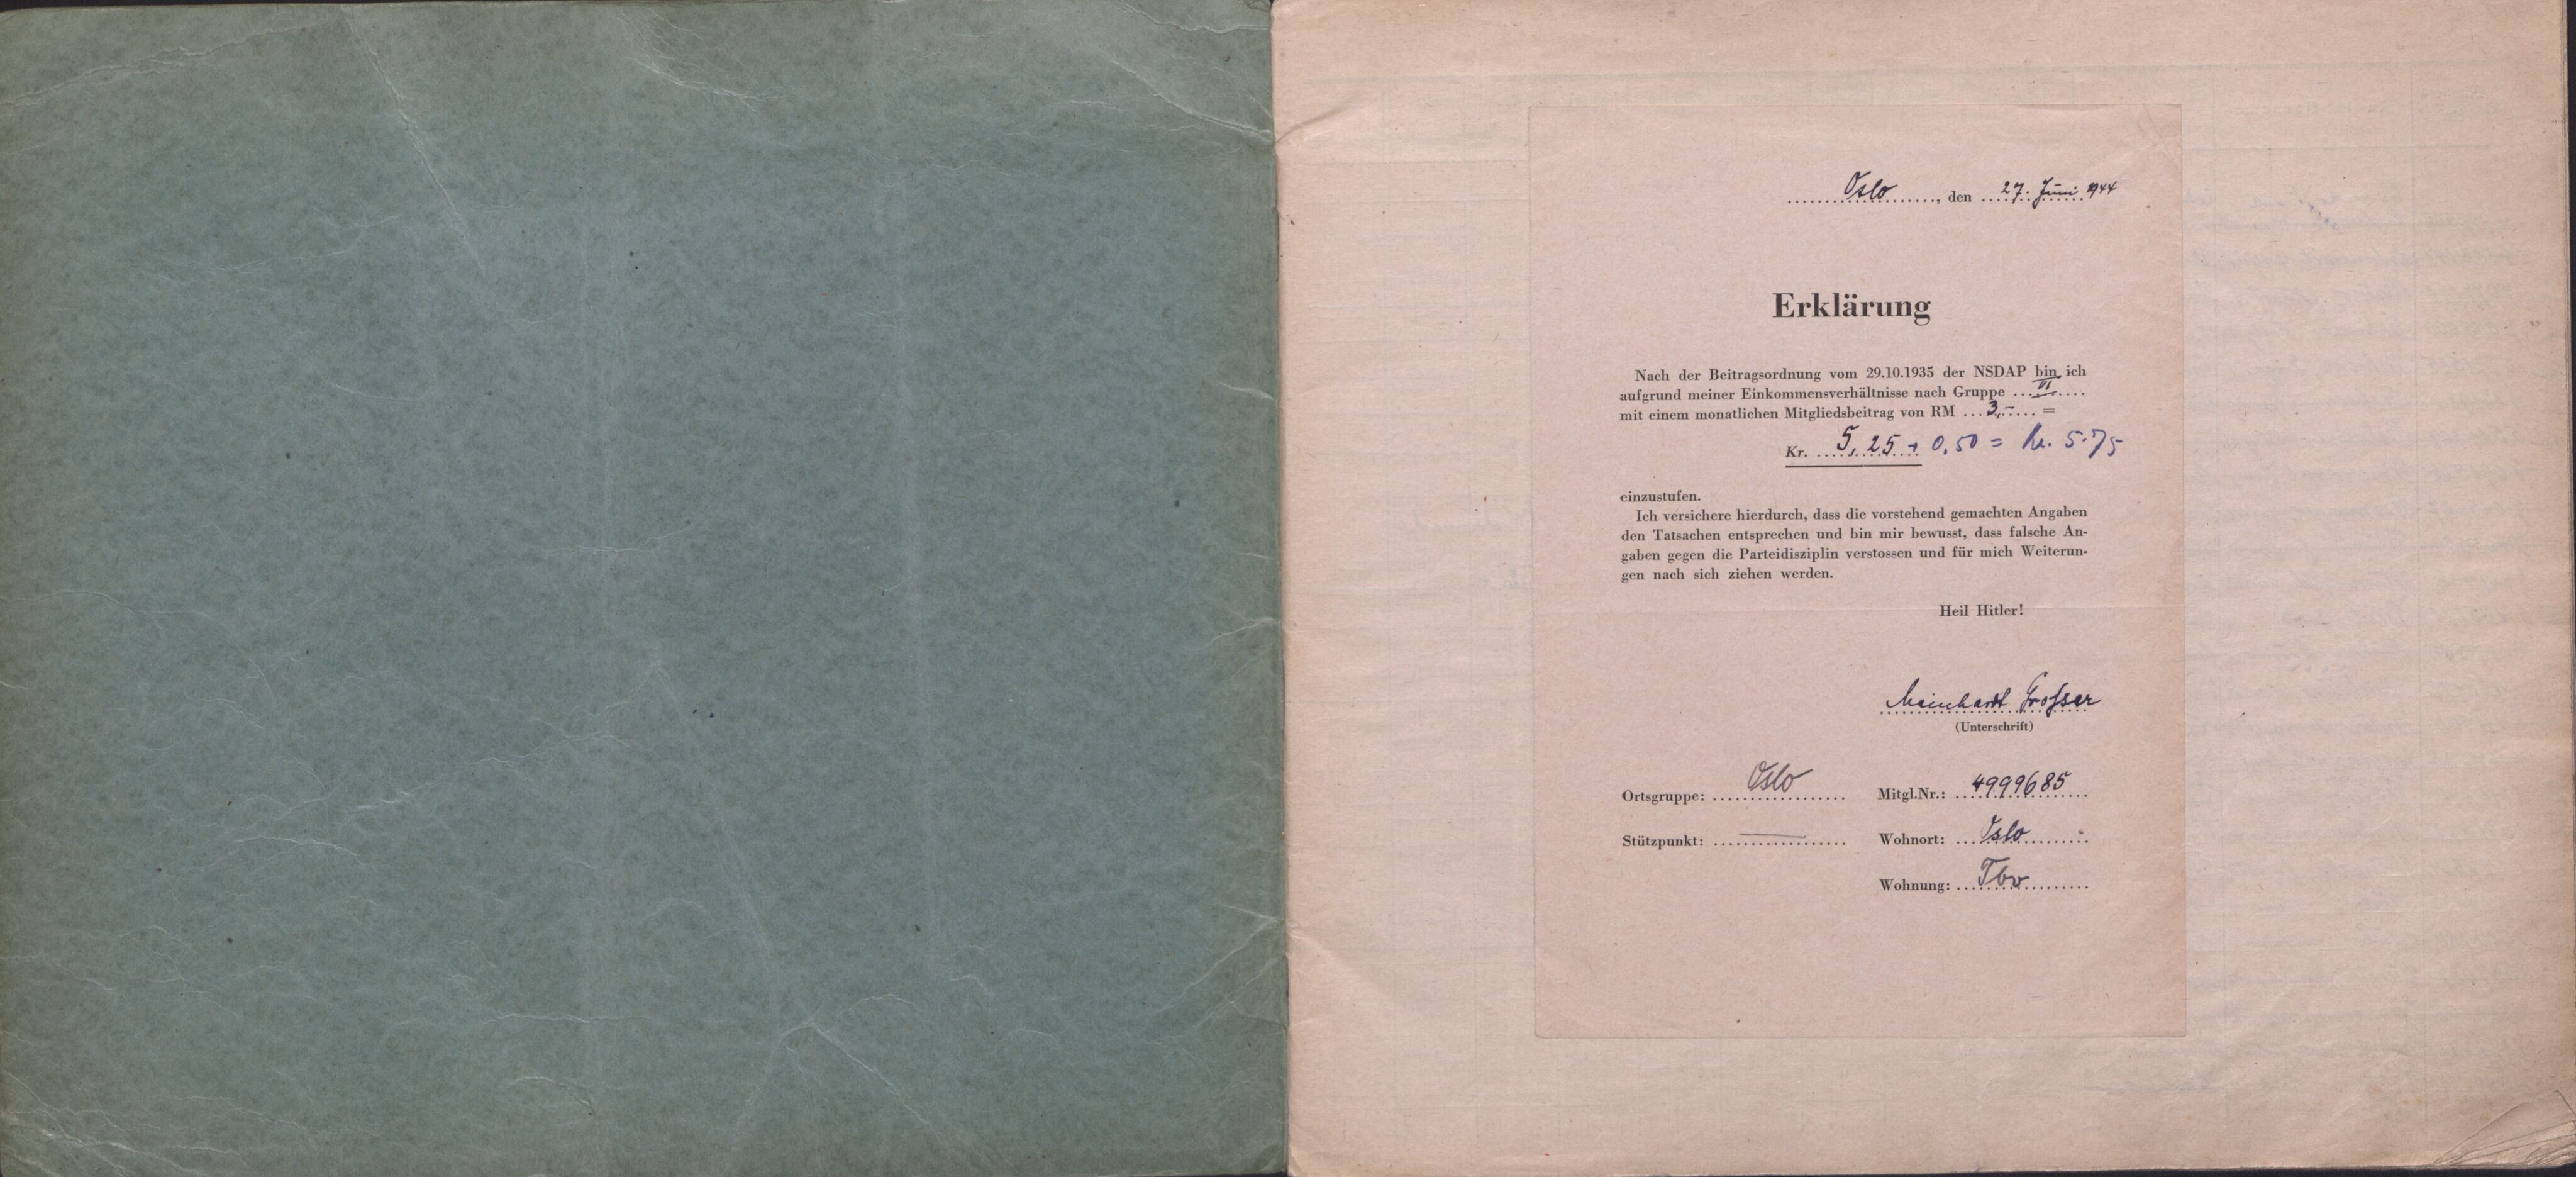 Oslo, den 27. Juni 1944
Erklärung
Nach der Beitragsordnung vom 29.10.1935 der NSDAP bin ich
aufgrund meiner Einkommensverhältnisse nach Gruppe VI
mit einem monatlichen Mitgliedsbeitrag von RM 3,- =
Kr. 5,25 + 0,50 = kr. 5.75
einzustufen.
Ich versichere hierdurch, dass die vorstehend gemachten Angaben
den Tatsachen entsprechen und bin mir bewusst, dass falsche An-
gaben gegen die Parteidisziplin verstossen und für mich Weiterun-
gen nach sich ziehen werden.
Heil Hitler!
Meinhardt Grosser
(Unterschrift)
Ortsgruppe: Oslo Mitgl.Nr.: 4999685
Stützpunkt: Wohnort: Oslo
Wohnung: Tbv